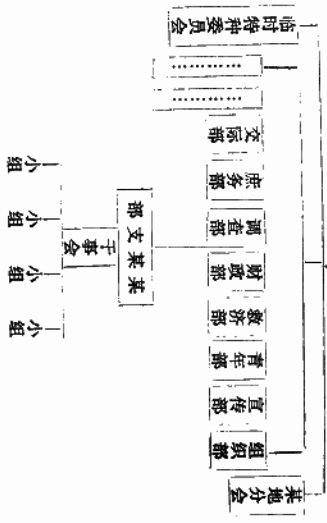 某地分会
组织部
宣传部
青年部
救济部
财政部
调查部
庶务部
交际部
…………
…………
临时特种委员会
某某支部
干事会
小组
小组
小组
小组